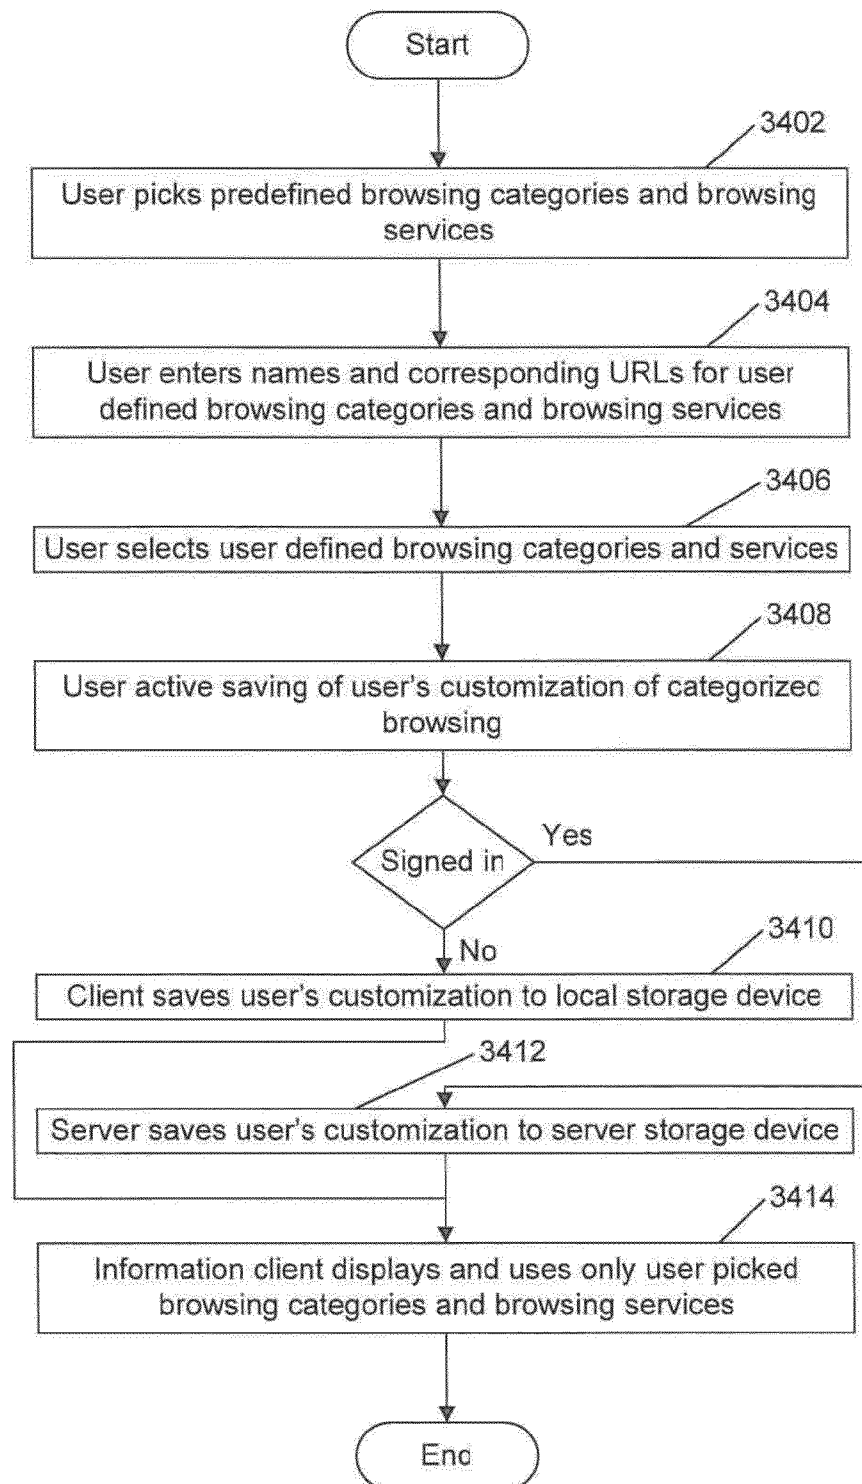 Start
3402
User picks predefined browsing categories and browsing
services
3404
User enters names and corresponding URLs for user
defined browsing categories and browsing services
3406
User selects user defined browsing categories and services
3408
User active saving of user's customization of categorized
browsing
Signed in
Yes
No
3410
Client saves user's customization to local storage device
3412
Server saves user's customization to server storage device
3414
Information client displays and uses only user picked
browsing categories and browsing services
End